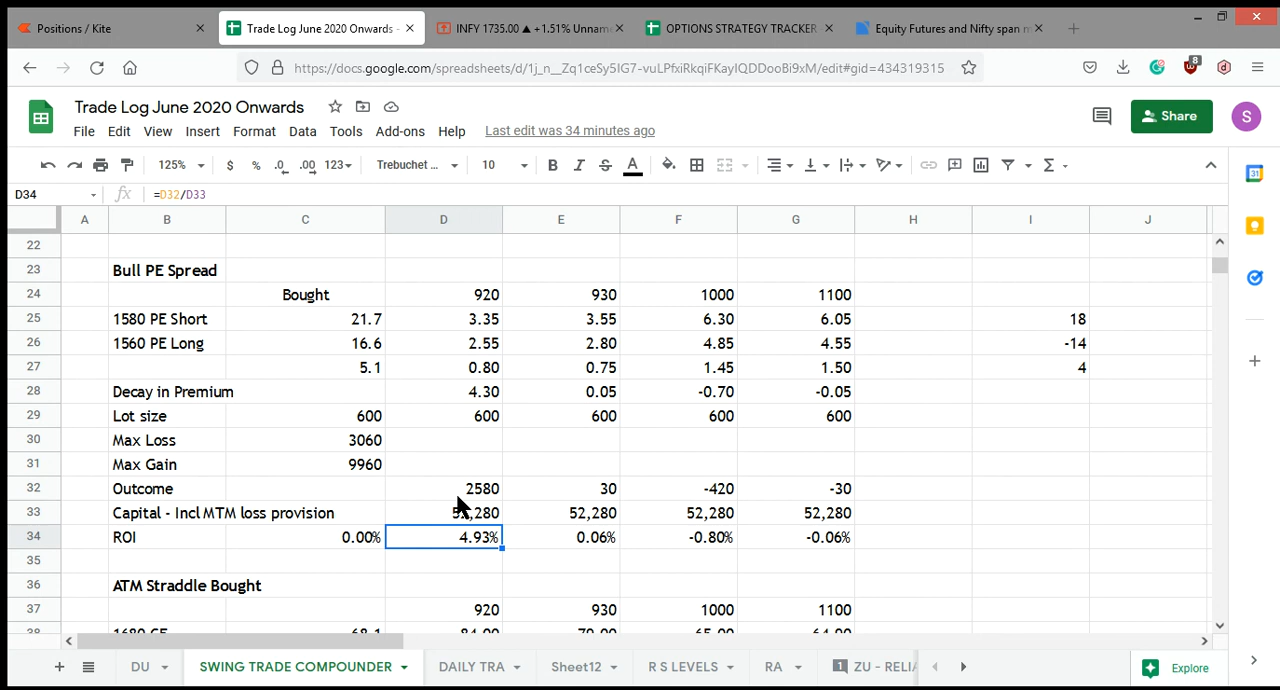 Positions / Kite
Trade Log June 2020 Onwards -
INFY 1735.00 ▲ +1.51% Unnam
OPTIONS STRATEGY TRACKER
Equity Futures and Nifty span m
https://docs.google.com/spreadsheets/d/1j_n__Zq1ceSy5IG7-vuLPfxiRkqiFKayIQDDooBi9xM/edit#gid=434319315
8
Trade Log June 2020 Onwards
File Edit View Insert Format Data Tools Add-ons Help Last edit was 34 minutes ago
Share
S
125% $ % .0 .00 123 Trebuchet ... 10 B I S A Σ
31
D34 fx =D32/D33
A B C D E F G H I J
22
23 Bull PE Spread
24 Bought 920 930 1000 1100
25 1580 PE Short 21.7 3.35 3.55 6.30 6.05 18
26 1560 PE Long 16.6 2.55 2.80 4.85 4.55 -14
27 5.1 0.80 0.75 1.45 1.50 4
28 Decay in Premium 4.30 0.05 -0.70 -0.05
29 Lot size 600 600 600 600 600
30 Max Loss 3060
31 Max Gain 9960
32 Outcome 2580 30 -420 -30
33 Capital - Incl MTM loss provision 52,280 52,280 52,280 52,280
34 ROI 0.00% 4.93% 0.06% -0.80% -0.06%
35
36 ATM Straddle Bought
37 920 930 1000 1100
38 1680 CE 68.1 84.00 79.00 65.00 64.00
DU SWING TRADE COMPOUNDER DAILY TRA Sheet12 R S LEVELS RA 1 ZU - RELIA Explore